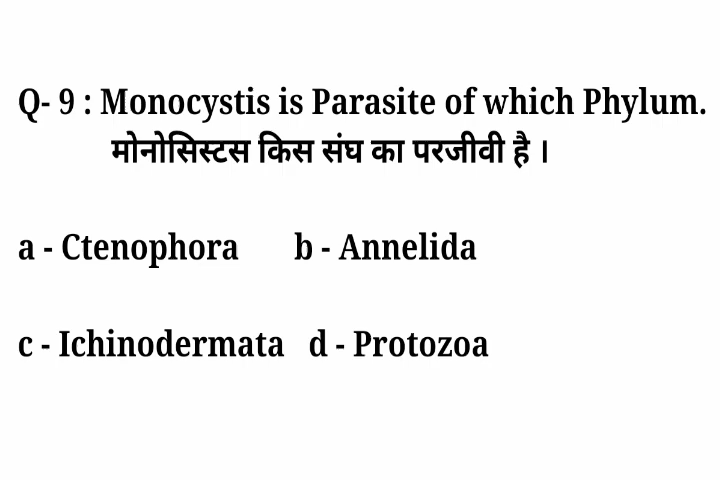 Q- 9 : Monocystis is Parasite of which Phylum.
मोनोसिस्टस किस संघ का परजीवी है ।
a - Ctenophora b - Annelida
c - Ichinodermata d - Protozoa